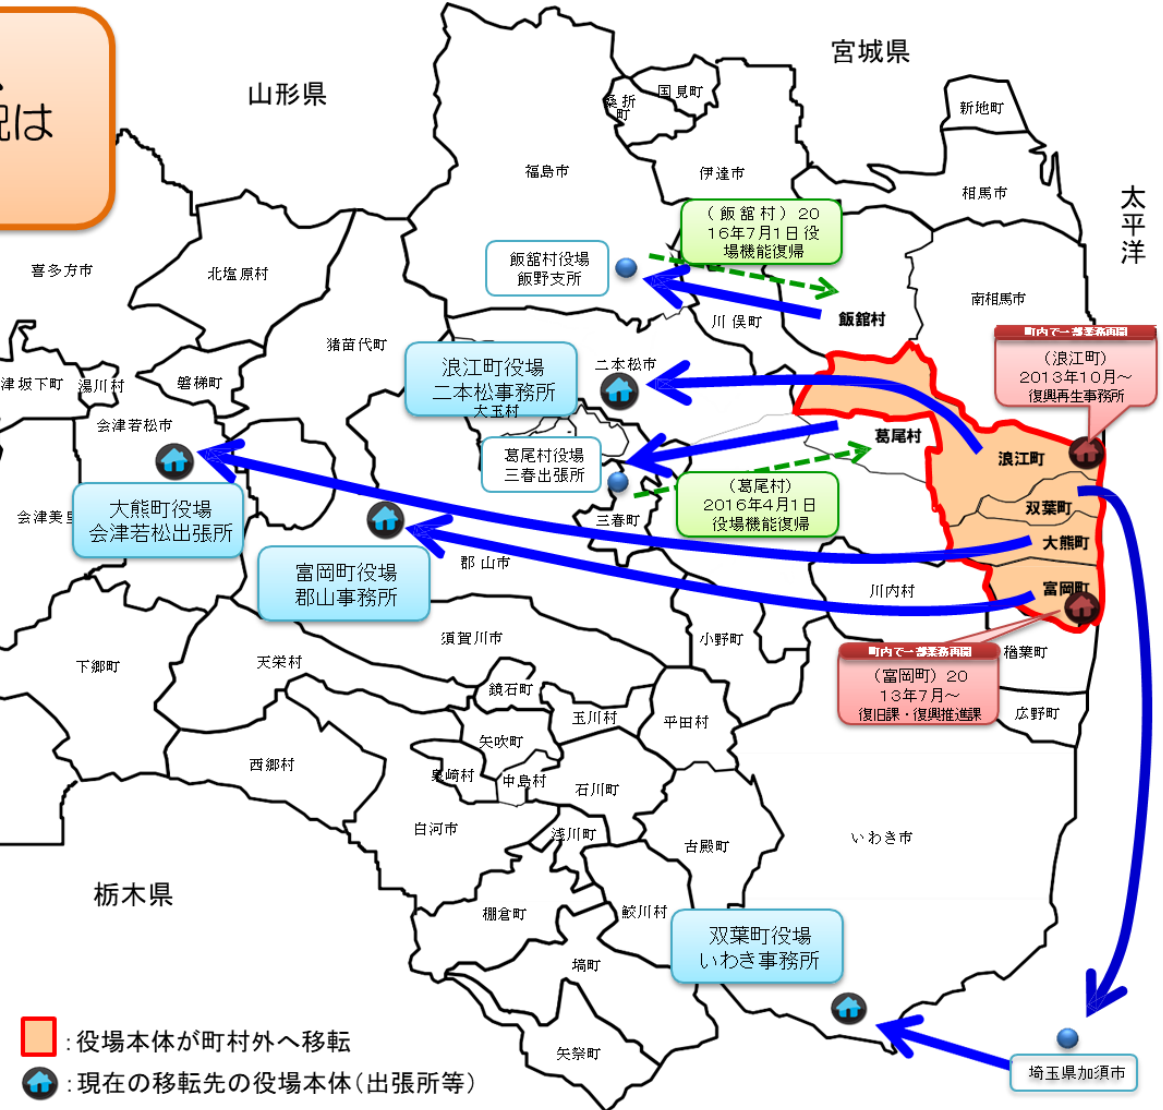 況は
宮城県
山形県
国見町
桑折
町
新地町
福島市
伊達市
相馬市
太平洋
(飯舘村)20
16年7月1日役
場機能復帰
飯舘村役場
飯野支所
喜多方市
北塩原村
南相馬市
飯舘村
川俣町
猪苗代町
町内で一部業務再開
(浪江町)
2013年10月~
復興再生事務所
浪江町役場
二本松事務所
二本松市
大玉村
津坂下町
湯川村
磐梯町
会津若松市
葛尾村
葛尾村役場
三春出張所
浪江町
(葛尾村)
2016年4月1日
役場機能復帰
大熊町役場
会津若松出張所
会津美里
双葉町
三春町
大熊町
富岡町役場
郡山事務所
郡山市
川内村
富岡町
須賀川市
小野町
町内で一部業務再開
(富岡町)20
13年7月~
復旧課・復興推進課
楢葉町
下郷町
天栄村
鏡石町
玉川村
平田村
広野町
矢吹町
西郷村
泉崎村
中島村
石川町
白河市
浅川町
古殿町
いわき市
栃木県
棚倉町
鮫川村
双葉町役場
いわき事務所
塙町
矢祭町
埼玉県加須市
:役場本体が町村外へ移転
:現在の移転先の役場本体(出張所等)